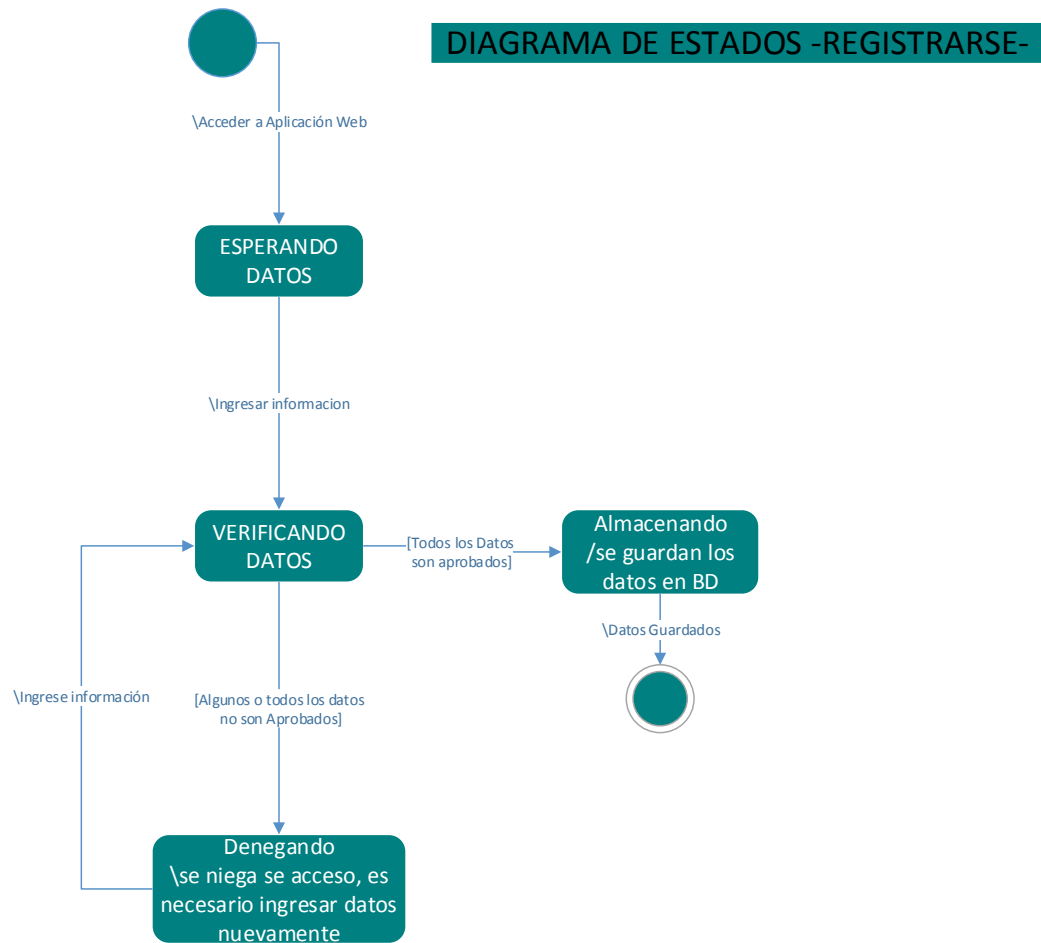 DIAGRAMA DE ESTADOS -REGISTRARSE-
\Acceder a Aplicación Web
ESPERANDO
DATOS
\Ingresar informacion
VERIFICANDO
DATOS
[Todos los Datos
son aprobados]
Almacenando
/se guardan los
datos en BD
\Datos Guardados
\Ingrese información
[Algunos o todos los datos
no son Aprobados]
Denegando
\se niega se acceso, es
necesario ingresar datos
nuevamente